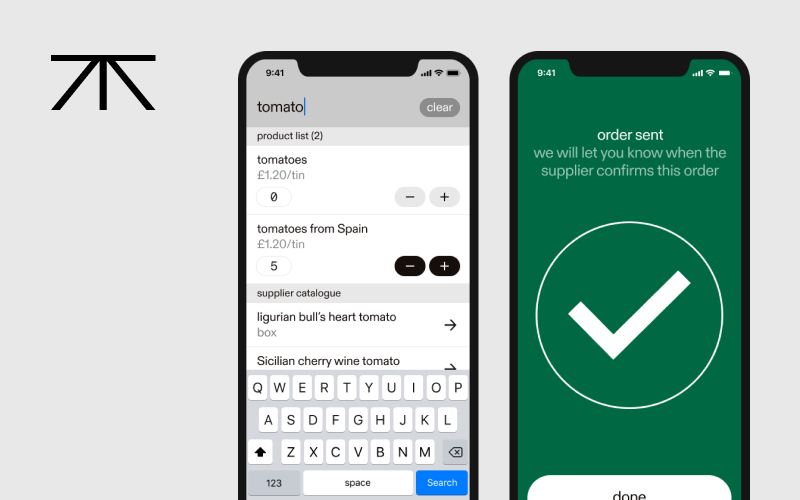 9:41
tomato
clear
product list (2)
tomatoes
£1.20/tin
0
tomatoes from Spain
£1.20/tin
5
supplier catalogue
ligurian bull's heart tomato
box
Sicilian cherry wine tomato
Q W E R T Y U I O P
A S D F G H J K L
Z X C V B N M
123 space Search
9:41
order sent
we will let you know when the
supplier confirms this order
done